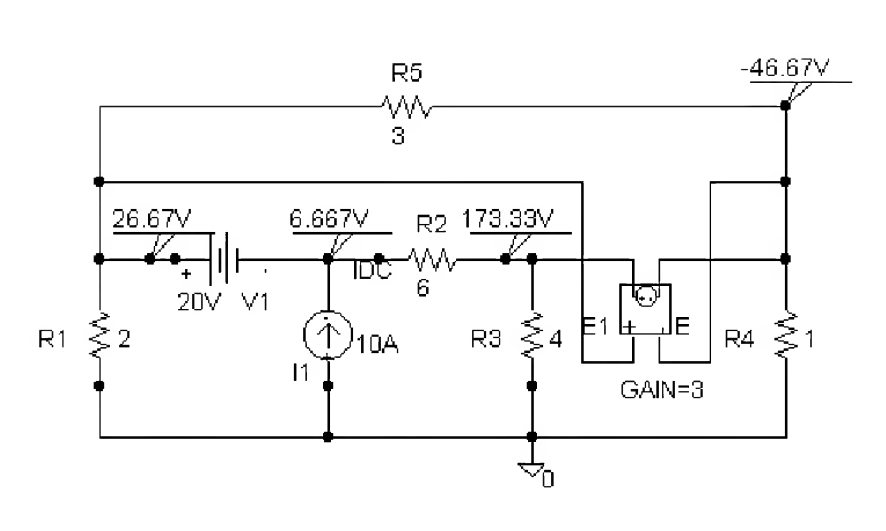 R5
-46.67V
3
26.67V
6.667V
R2
173.33V
+
IDC
20V
V1
6
R1
2
I1
10A
R3
4
E1
+
-
E
R4
1
GAIN=3
0